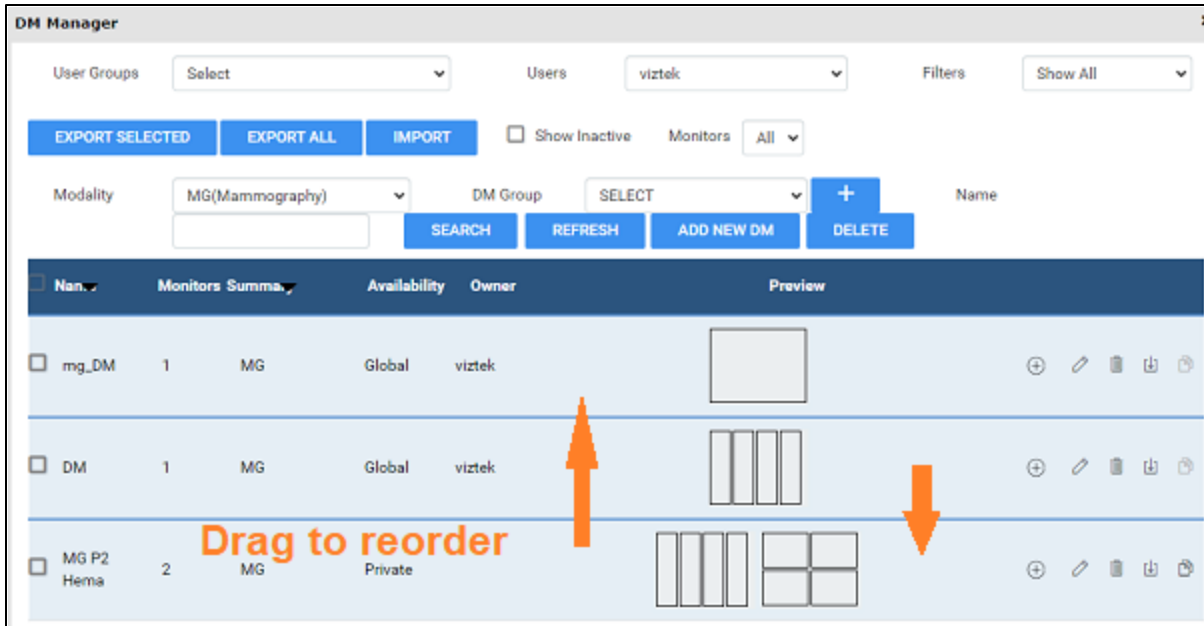 DM Manager
User Groups Select Users viztek Filters Show All
EXPORT SELECTED EXPORT ALL IMPORT Show Inactive Monitors All
Modality MG(Mammography) DM Group SELECT + Name
SEARCH REFRESH ADD NEW DM DELETE
Monitors Availability Owner Preview
mg_DM 1 MG Global viztek
DM 1 MG Global viztek
Drag to reorder
MG P2
Hema 2 MG Private